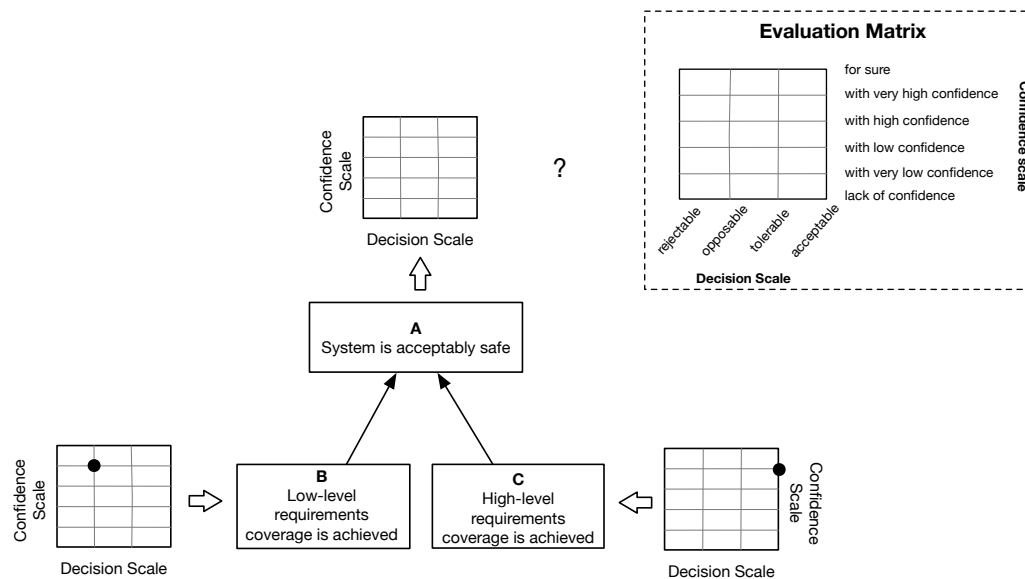 Evaluation Matrix
for sure
with very high confidence
with high confidence
with low confidence
with very low confidence
lack of confidence
Confidence scale
rejectable
opposable
tolerable
acceptable
Decision Scale
Confidence
Scale
?
Decision Scale
A
System is acceptably safe
Confidence
Scale
Decision Scale
B
Low-level
requirements
coverage is achieved
C
High-level
requirements
coverage is achieved
Confidence
Scale
Decision Scale